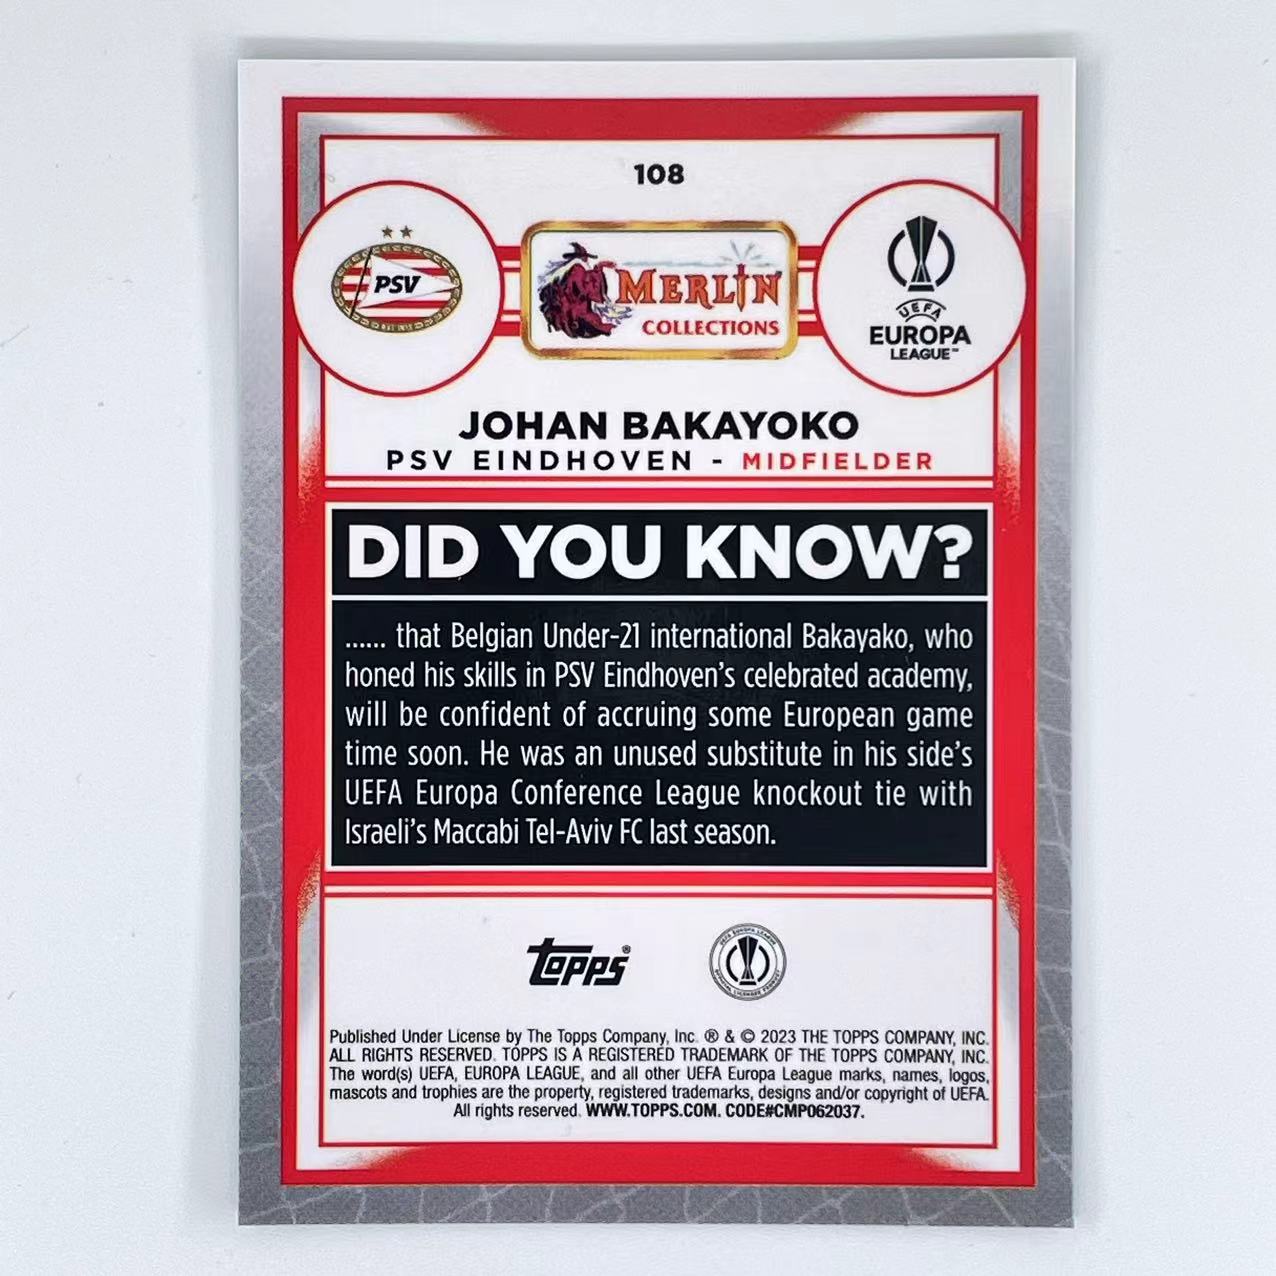 108
PSV
MERLIN
COLLECTIONS
UEFA
EUROPA
LEAGUE™
JOHAN BAKAYOKO
PSV EINDHOVEN - MIDFIELDER
DID YOU KNOW?
...... that Belgian Under-21 international Bakayako, who
honed his skills in PSV Eindhoven's celebrated academy,
will be confident of accruing some European game
time soon. He was an unused substitute in his side's
UEFA Europa Conference League knockout tie with
Israeli's Maccabi Tel-Aviv FC last season.
topps®
UEFA EUROPA LEAGUE
OFFICIAL LICENSED PRODUCT
Published Under License by The Topps Company, Inc. ® & © 2023 THE TOPPS COMPANY, INC.
ALL RIGHTS RESERVED. TOPPS IS A REGISTERED TRADEMARK OF THE TOPPS COMPANY, INC.
The word(s) UEFA, EUROPA LEAGUE, and all other UEFA Europa League marks, names, logos,
mascots and trophies are the property, registered trademarks, designs and/or copyright of UEFA.
All rights reserved. WWW.TOPPS.COM. CODE#CMP062037.